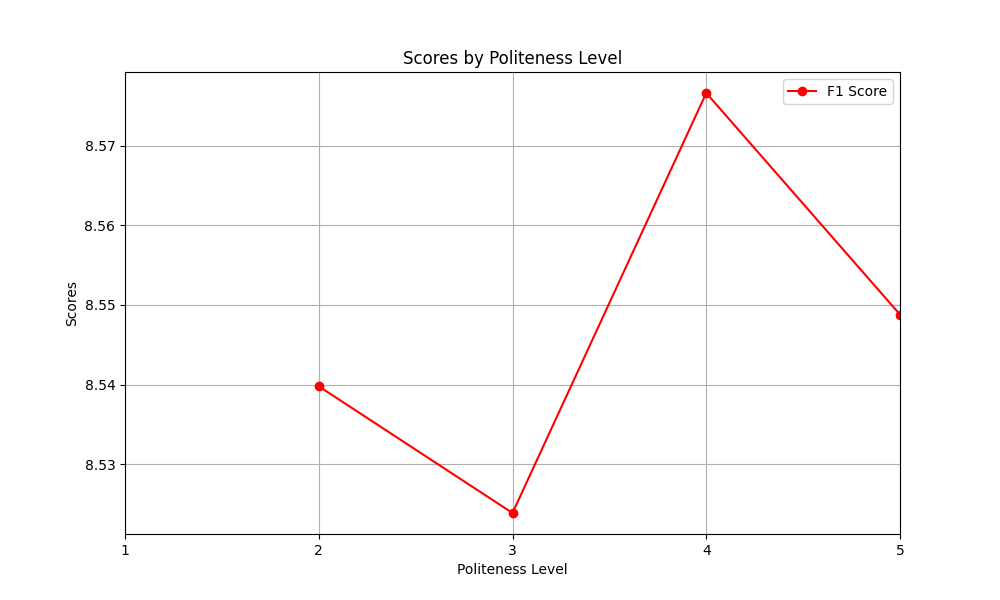 Scores by Politeness Level
F1 Score
8.57
8.56
8.55
8.54
8.53
Scores
1 2 3 4 5
Politeness Level